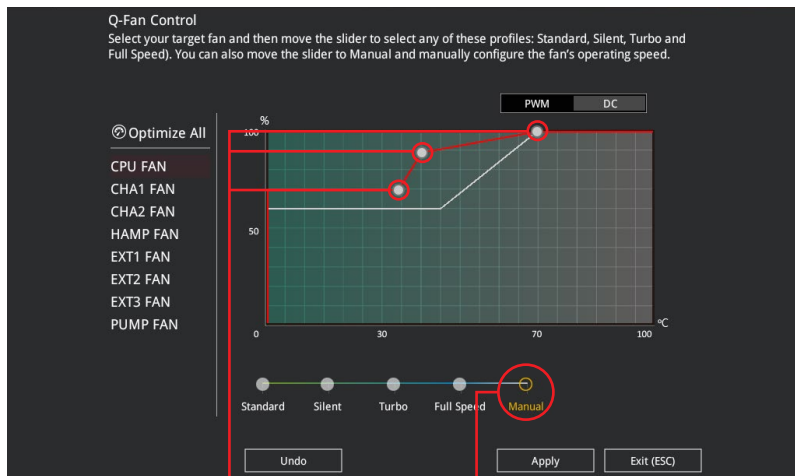 Q-Fan Control
Select your target fan and then move the slider to select any of these profiles: Standard, Silent, Turbo and
Full Speed). You can also move the slider to Manual and manually configure the fan's operating speed.
PWM DC
%
Optimize All
100
CPU FAN
CHA1 FAN
CHA2 FAN
HAMP FAN
50
EXT1 FAN
EXT2 FAN
EXT3 FAN
PUMP FAN
°C
0 30 70 100
Standard Silent Turbo Full Speed Manual
Undo Apply Exit (ESC)